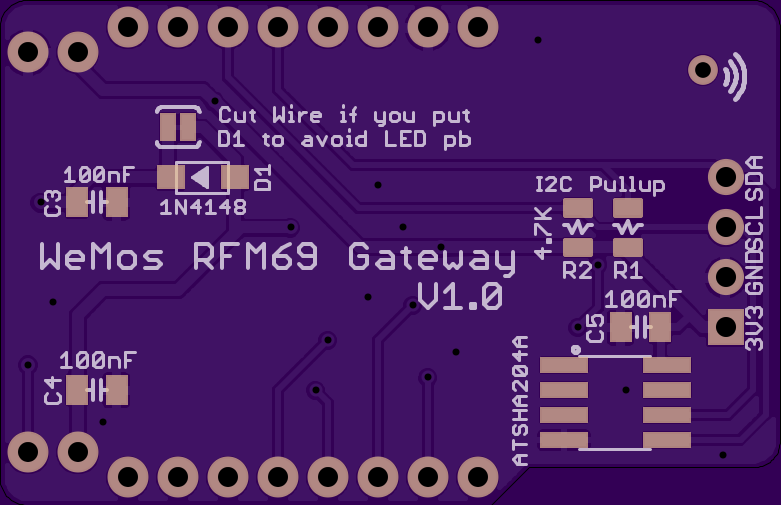 Cut Wire if you put
D1 to avoid LED pb
100nF
C3
D1
1N4148
I2C Pullup
4.7K
R2
R1
SDA
SCL
GND
3V3
WeMos RFM69 Gateway
V1.0
100nF
C5
100nF
C4
ATSHA204A